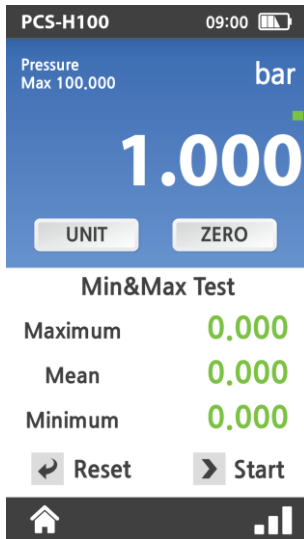 PCS-H100 09:00
Pressure
Max 100.000
bar
1.000
UNIT ZERO
Min&Max Test
Maximum 0.000
Mean 0.000
Minimum 0.000
Reset Start